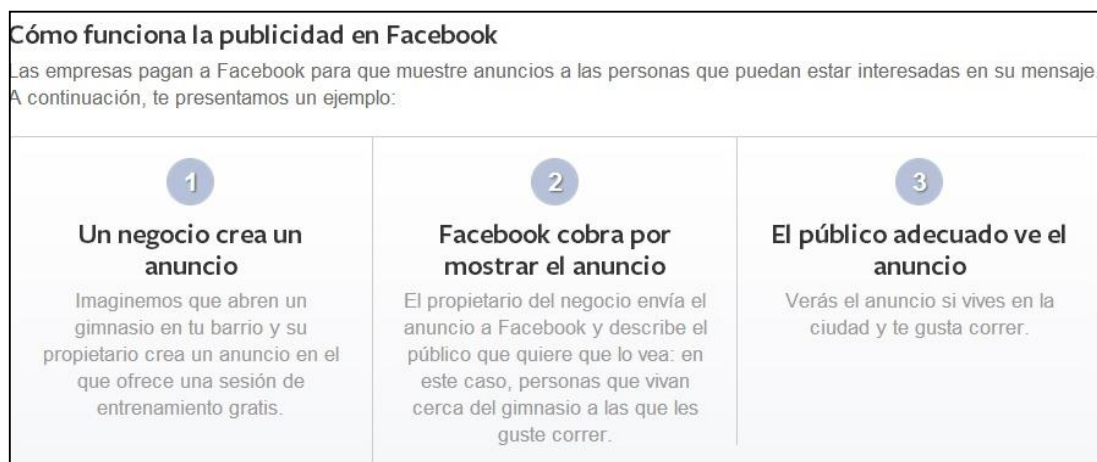 Cómo funciona la publicidad en Facebook
Las empresas pagan a Facebook para que muestre anuncios a las personas que puedan estar interesadas en su mensaje.
A continuación, te presentamos un ejemplo:
1
Un negocio crea un
anuncio
Imaginemos que abren un
gimnasio en tu barrio y su
propietario crea un anuncio en el
que ofrece una sesión de
entrenamiento gratis.
2
Facebook cobra por
mostrar el anuncio
El propietario del negocio envía el
anuncio a Facebook y describe el
público que quiere que lo vea: en
este caso, personas que vivan
cerca del gimnasio a las que les
guste correr.
3
El público adecuado ve el
anuncio
Verás el anuncio si vives en la
ciudad y te gusta correr.